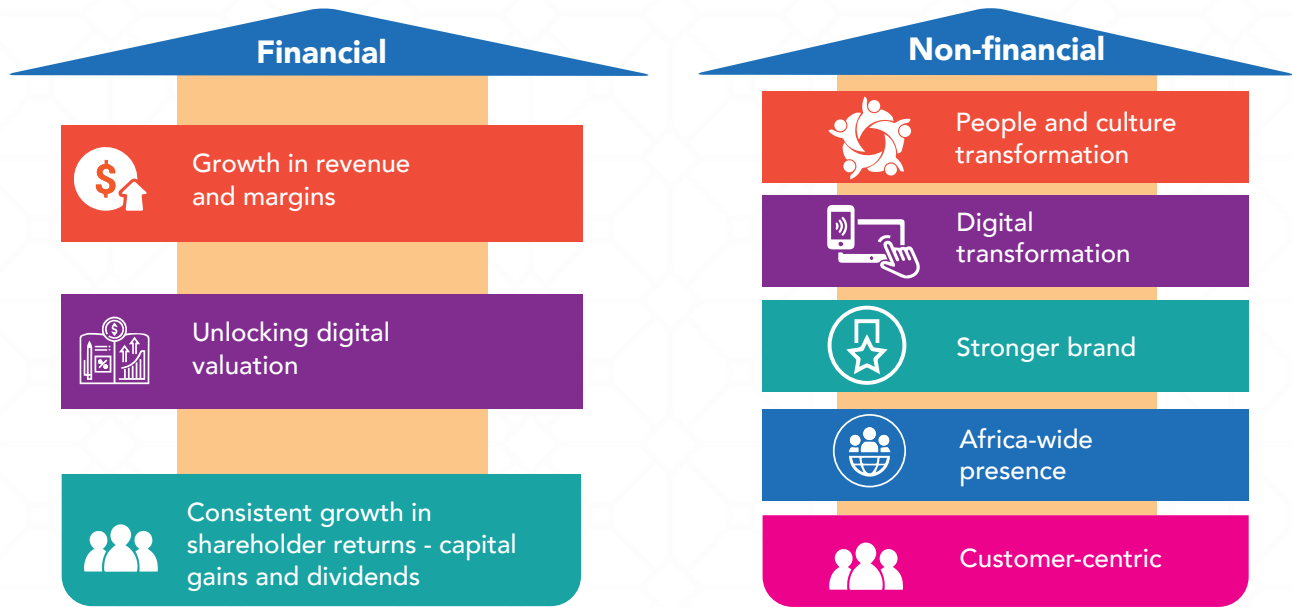 Financial
Growth in revenue
and margins
Unlocking digital
valuation
Consistent growth in
shareholder returns - capital
gains and dividends
Non-financial
People and culture
transformation
Digital
transformation
Stronger brand
Africa-wide
presence
Customer-centric